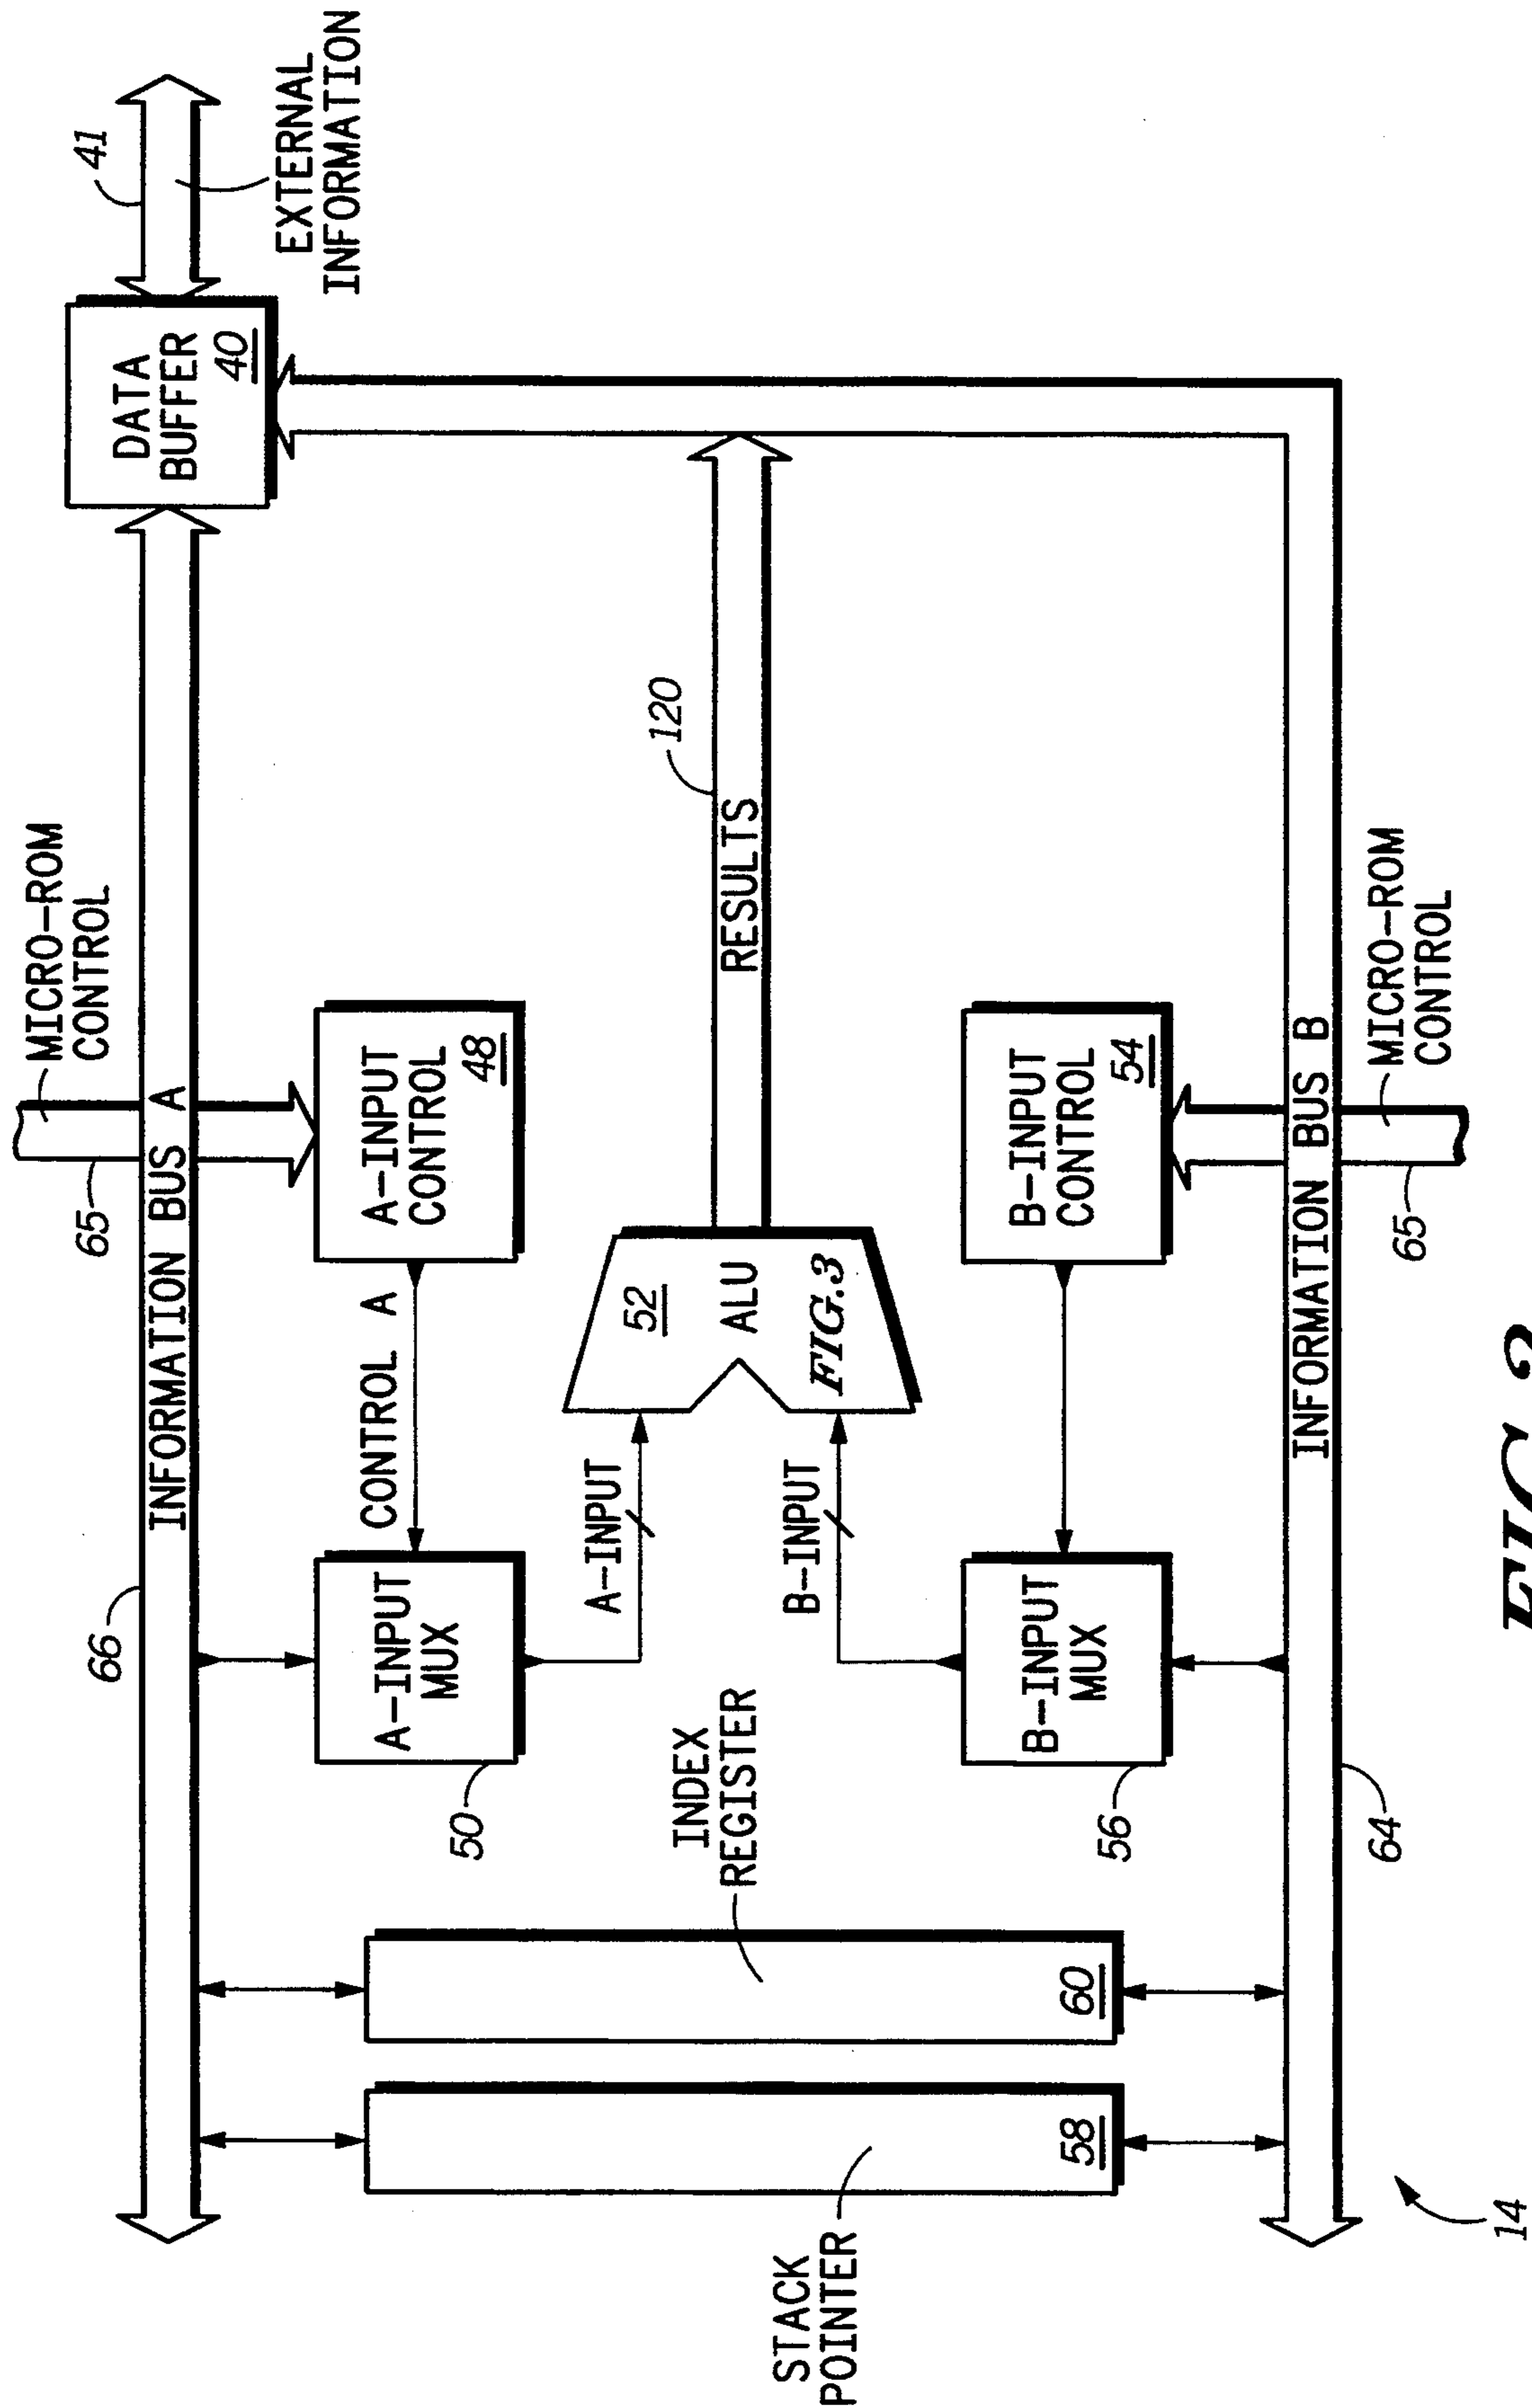 66
INFORMATION BUS A
65
MICRO-ROM
CONTROL
DATA
BUFFER
40
41
EXTERNAL
INFORMATION
A-INPUT
MUX
50
CONTROL A
A-INPUT
CONTROL
48
STACK
POINTER
58
INDEX
REGISTER
60
A-INPUT
B-INPUT
52
ALU
FIG.3
RESULTS
120
B-INPUT
MUX
56
B-INPUT
CONTROL
54
INFORMATION BUS B
64
65
MICRO-ROM
CONTROL
14